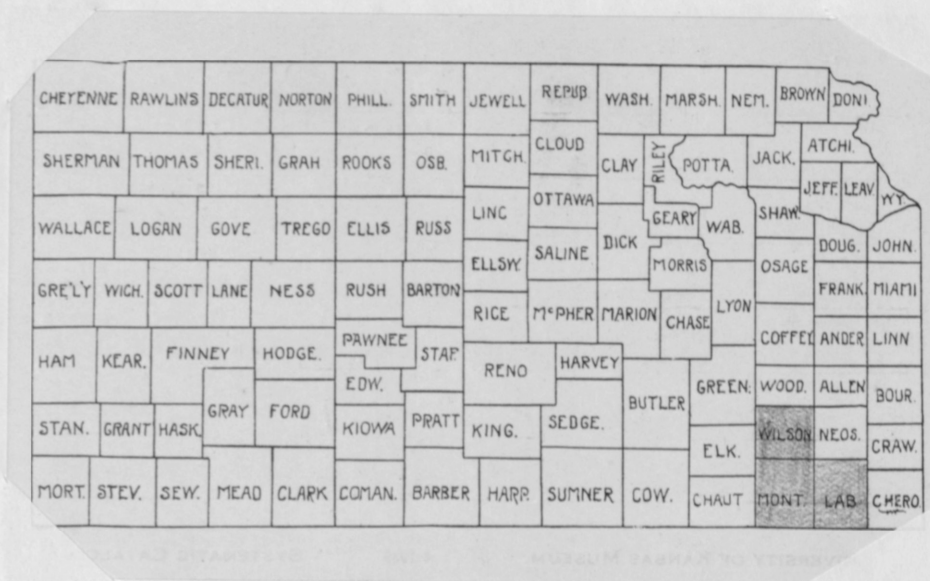 CHEYENNE RAWLINS DECATUR NORTON PHILL. SMITH JEWELL REPUB WASH. MARSH. NEM. BROWN DONI.
SHERMAN THOMAS SHERI. GRAH ROOKS OSB. MITCH. CLOUD CLAY RILEY POTTA. JACK. ATCHI.
JEFF. LEAV. WY.
WALLACE LOGAN GOVE TREGO ELLIS RUSS LINC OTTAWA GEARY WAB. SHAW.
ELLSW. SALINE DICK MORRIS OSAGE DOUG. JOHN.
GRE'LY WICH. SCOTT LANE NESS RUSH BARTON FRANK. MIAMI
RICE McPHER MARION CHASE LYON COFFEY ANDER LINN
HAM KEAR. FINNEY HODGE. PAWNEE STAF.
EDW. RENO HARVEY
GRAY FORD BUTLER GREEN. WOOD. ALLEN BOUR.
STAN. GRANT HASK. KIOWA PRATT KING. SEDGE. ELK. WILSON NEOS. CRAW.
MORT. STEV. SEW. MEAD CLARK COMAN. BARBER HARP. SUMNER COW. CHAUT MONT. LAB. CHERO.